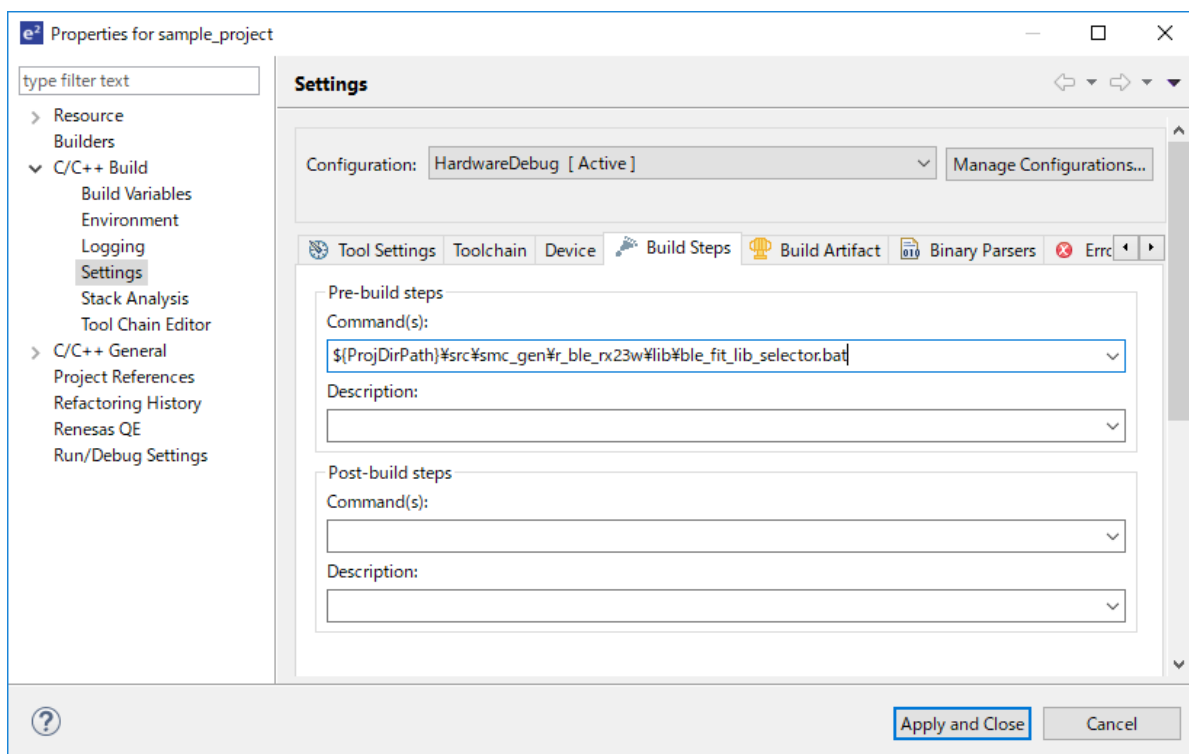 e² Properties for sample_project
type filter text
Resource
Builders
C/C++ Build
Build Variables
Environment
Logging
Settings
Stack Analysis
Tool Chain Editor
C/C++ General
Project References
Refactoring History
Renesas QE
Run/Debug Settings
Settings
Configuration: HardwareDebug [ Active ] Manage Configurations...
Tool Settings Toolchain Device Build Steps Build Artifact 010 Binary Parsers Errc
Pre-build steps
Command(s):
${ProjDirPath}¥src¥smc_gen¥r_ble_rx23w¥lib¥ble_fit_lib_selector.bat
Description:
Post-build steps
Command(s):
Description:
? Apply and Close Cancel